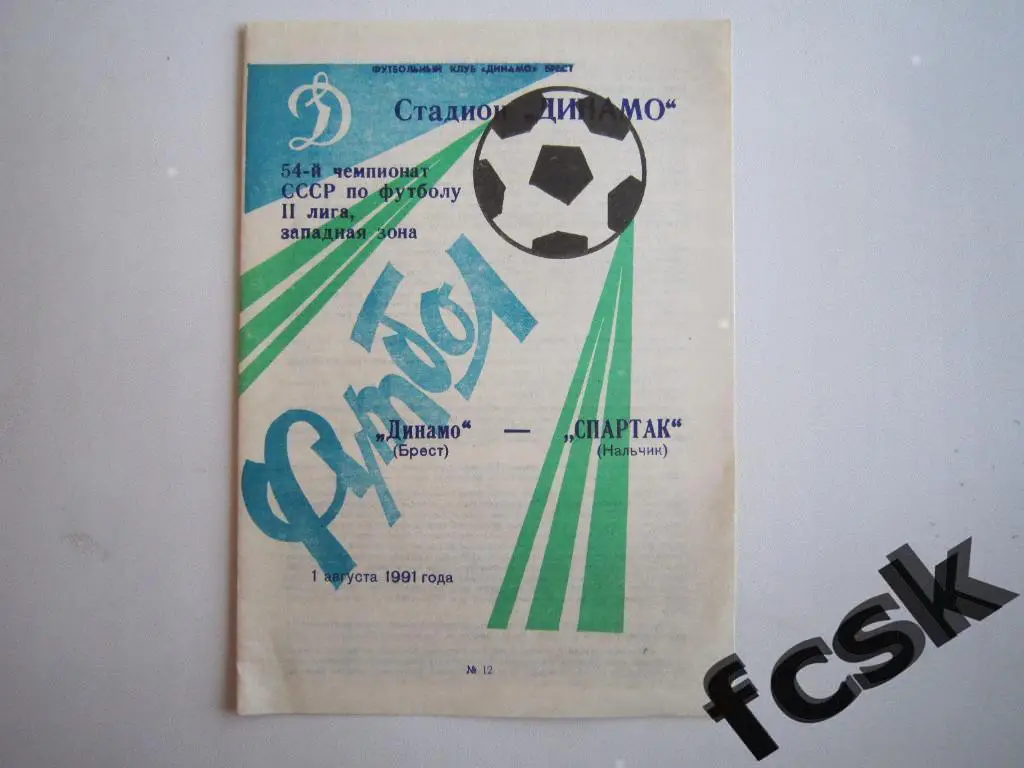 ФУТБОЛЬНЫЙ КЛУБ «ДИНАМО» БРЕСТ
Д
Стадион „ДИНАМО“
54-й чемпионат
СССР по футболу
II лига,
западная зона
Футбол
„Динамо“ — „СПАРТАК“
(Брест) (Нальчик)
1 августа 1991 года
№ 12
fcsk